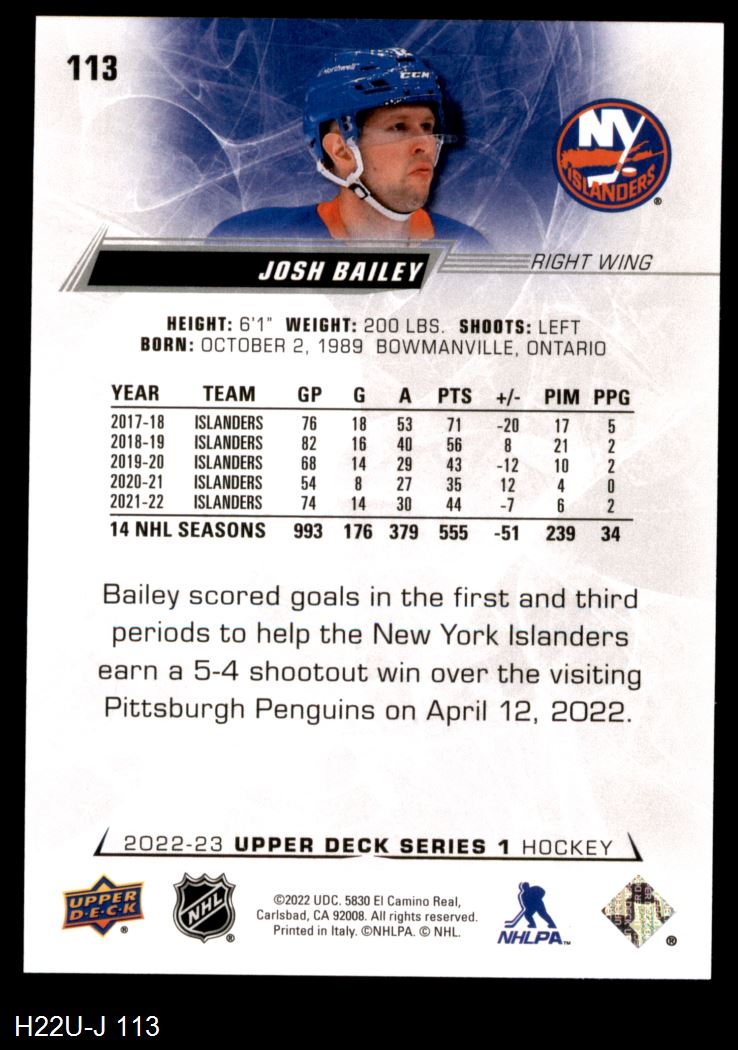 113
Northwell
CCM
NY
ISLANDERS
®
JOSH BAILEY
RIGHT WING
HEIGHT: 6'1" WEIGHT: 200 LBS. SHOOTS: LEFT
BORN: OCTOBER 2, 1989 BOWMANVILLE, ONTARIO
YEAR TEAM GP G A PTS +/- PIM PPG
2017-18 ISLANDERS 76 18 53 71 -20 17 5
2018-19 ISLANDERS 82 16 40 56 8 21 2
2019-20 ISLANDERS 68 14 29 43 -12 10 2
2020-21 ISLANDERS 54 8 27 35 12 4 0
2021-22 ISLANDERS 74 14 30 44 -7 6 2
14 NHL SEASONS 993 176 379 555 -51 239 34
Bailey scored goals in the first and third
periods to help the New York Islanders
earn a 5-4 shootout win over the visiting
Pittsburgh Penguins on April 12, 2022.
2022-23 UPPER DECK SERIES 1 HOCKEY
UPPER
D·E·C·K
®
NHL
®
©2022 UDC. 5830 El Camino Real,
Carlsbad, CA 92008. All rights reserved.
Printed in Italy. ©NHLPA. © NHL.
NHLPA™
®
H22U-J 113